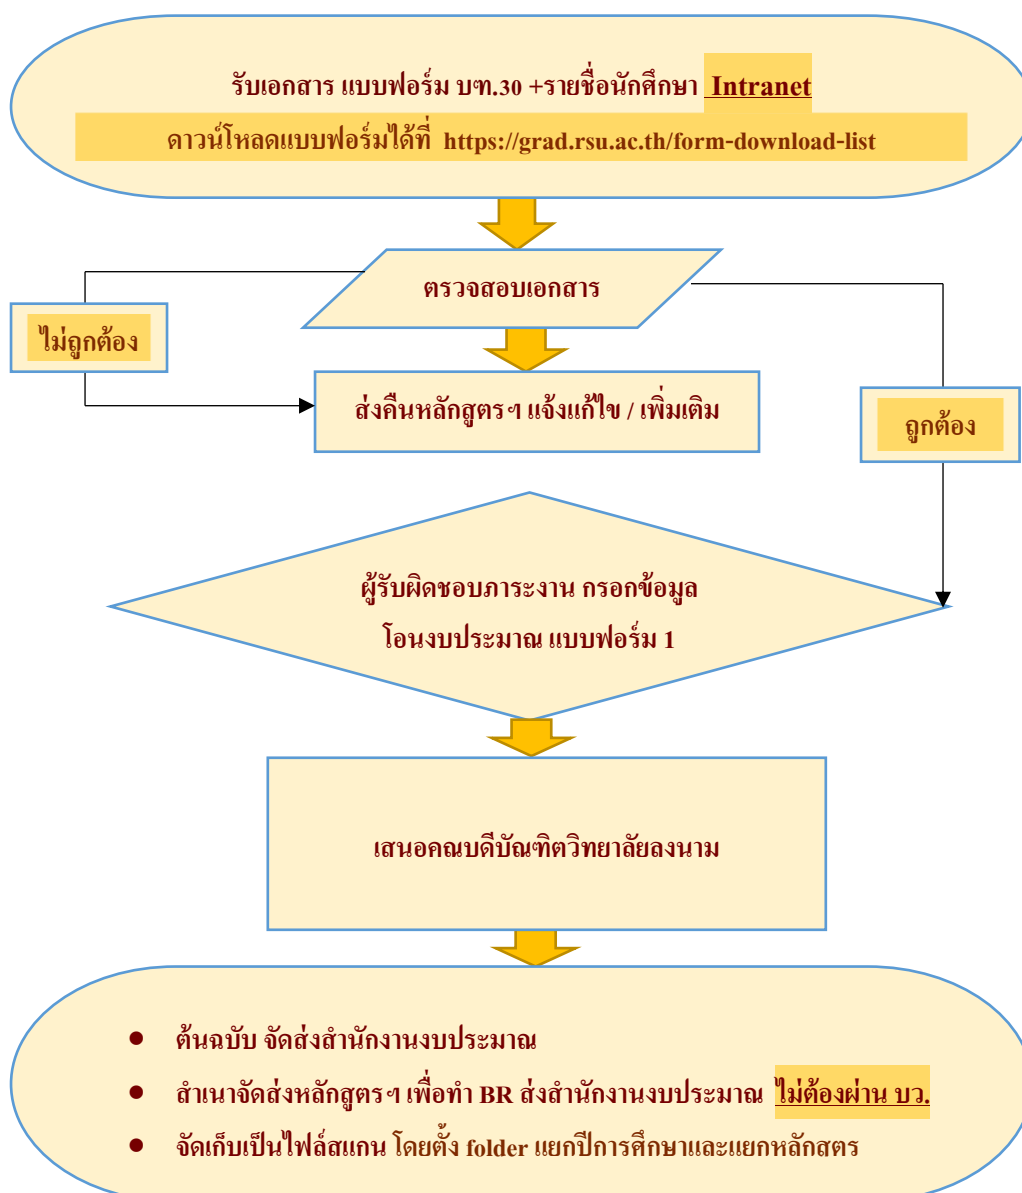 รับเอกสาร แบบฟอร์ม บฑ.30 +รายชื่อนักศึกษา Intranet
ดาวน์โหลดแบบฟอร์มได้ที่ https://grad.rsu.ac.th/form-download-list
ตรวจสอบเอกสาร
ไม่ถูกต้อง
ส่งคืนหลักสูตรฯ แจ้งแก้ไข / เพิ่มเติม
ถูกต้อง
ผู้รับผิดชอบภาระงาน กรอกข้อมูล
โอนงบประมาณ แบบฟอร์ม 1
เสนอคณบดีบัณฑิตวิทยาลัยลงนาม
● ต้นฉบับ จัดส่งสำนักงานงบประมาณ
● สำเนาจัดส่งหลักสูตรฯ เพื่อทำ BR ส่งสำนักงานงบประมาณ ไม่ต้องผ่าน บว.
● จัดเก็บเป็นไฟล์สแกน โดยตั้ง folder แยกปีการศึกษาและแยกหลักสตร